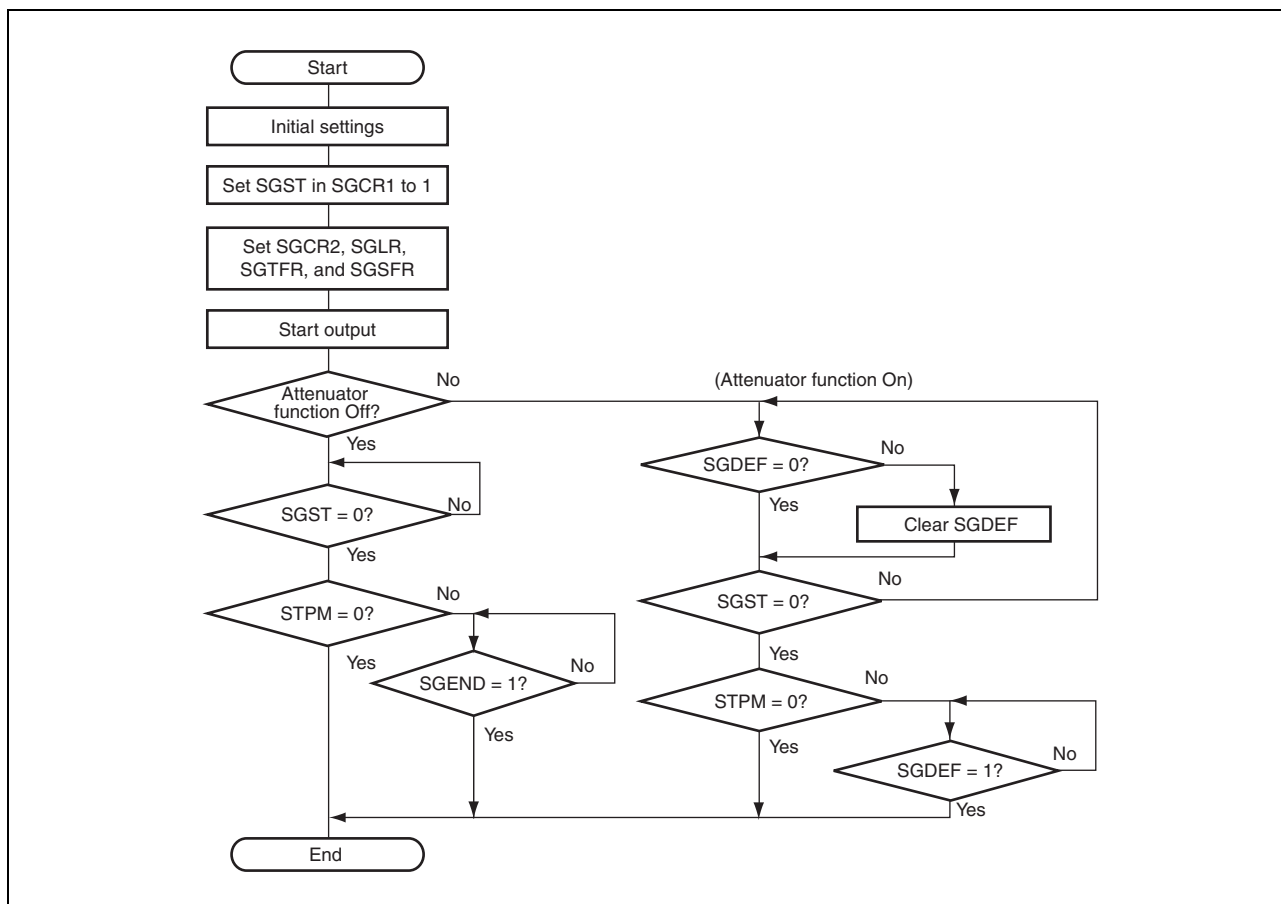 Start
Initial settings
Set SGST in SGCR1 to 1
Set SGCR2, SGLR,
SGTFR, and SGSFR
Start output
Attenuator
function Off?
No
Yes
SGST = 0?
No
Yes
STPM = 0?
No
Yes
SGEND = 1?
No
Yes
(Attenuator function On)
SGDEF = 0?
No
Yes
Clear SGDEF
SGST = 0?
No
Yes
STPM = 0?
No
Yes
SGDEF = 1?
No
Yes
End